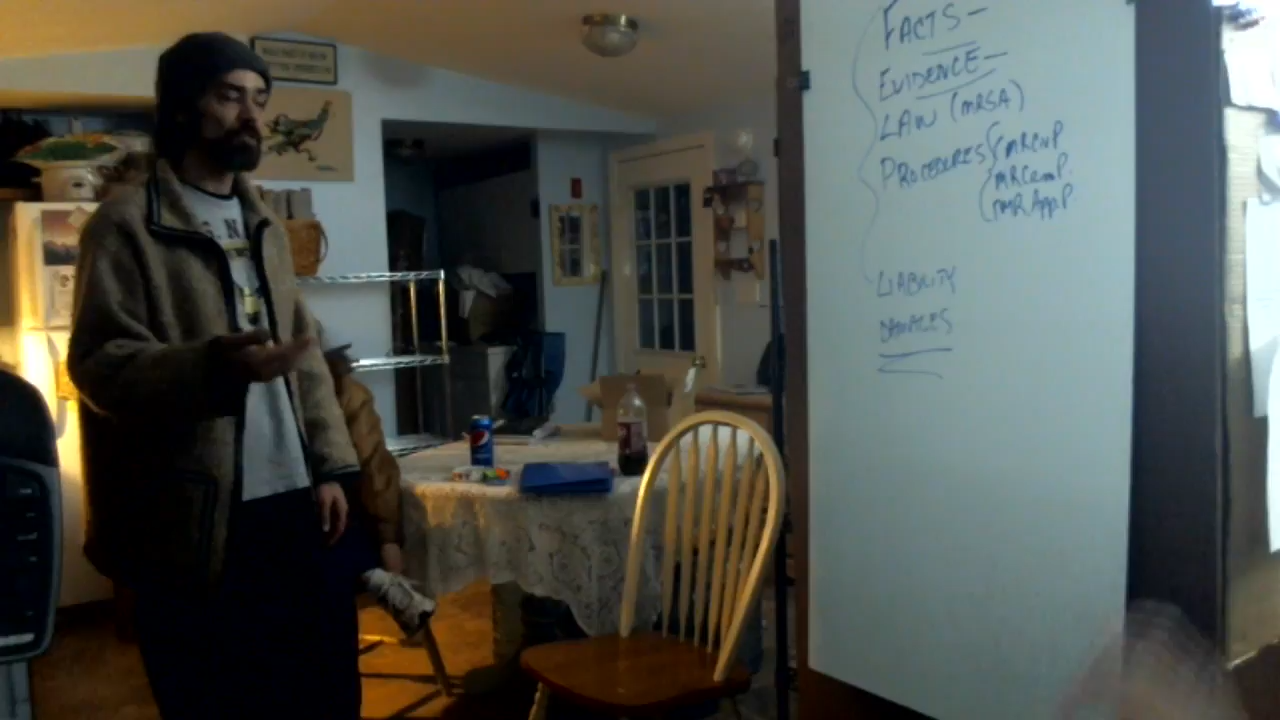 FACTS-
EVIDENCE-
LAW (MRSA)
PROCEDURES { MRCivP
MRCrimP.
MR App.P
LIABILITY
DAMAGES